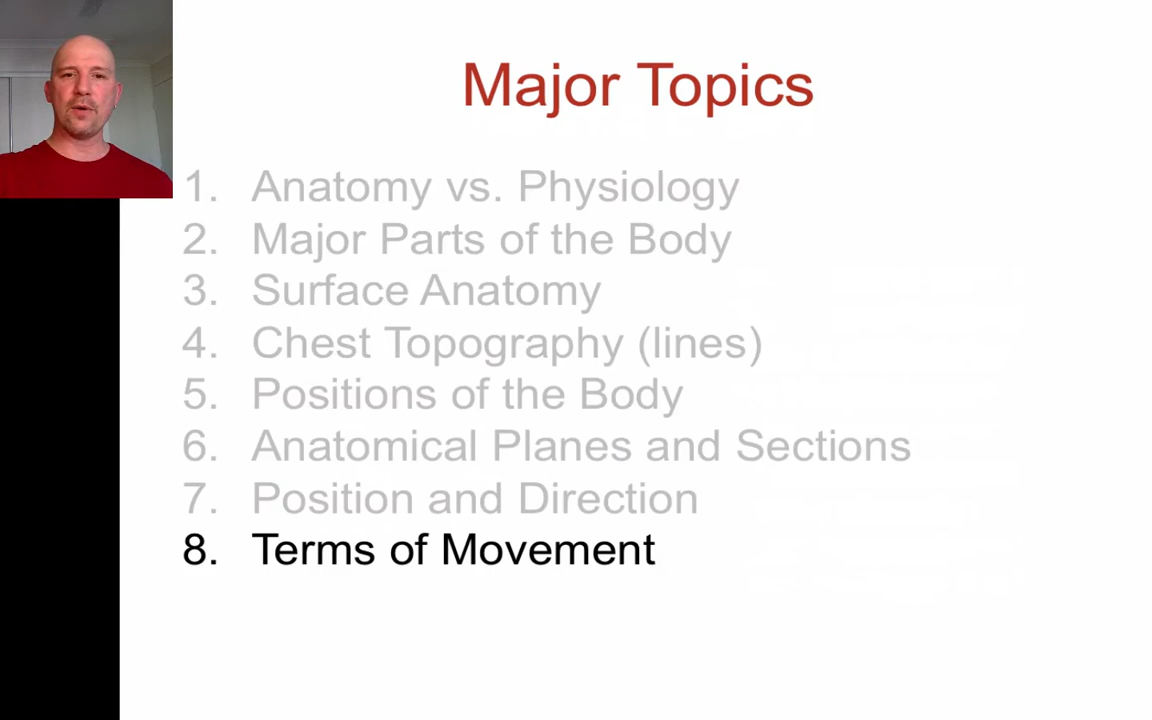 Major Topics
1. Anatomy vs. Physiology
2. Major Parts of the Body
3. Surface Anatomy
4. Chest Topography (lines)
5. Positions of the Body
6. Anatomical Planes and Sections
7. Position and Direction
8. Terms of Movement